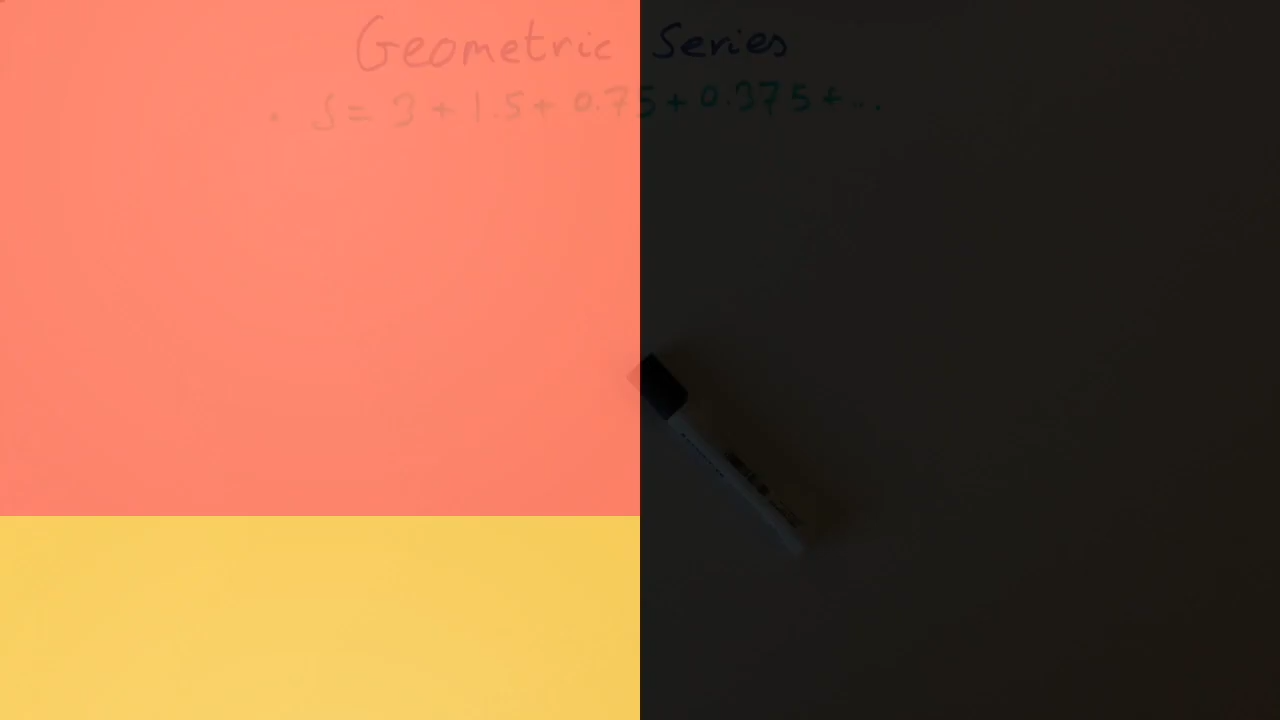 Geometric Series
• S = 3 + 1.5 + 0.75 + 0.375 + ...